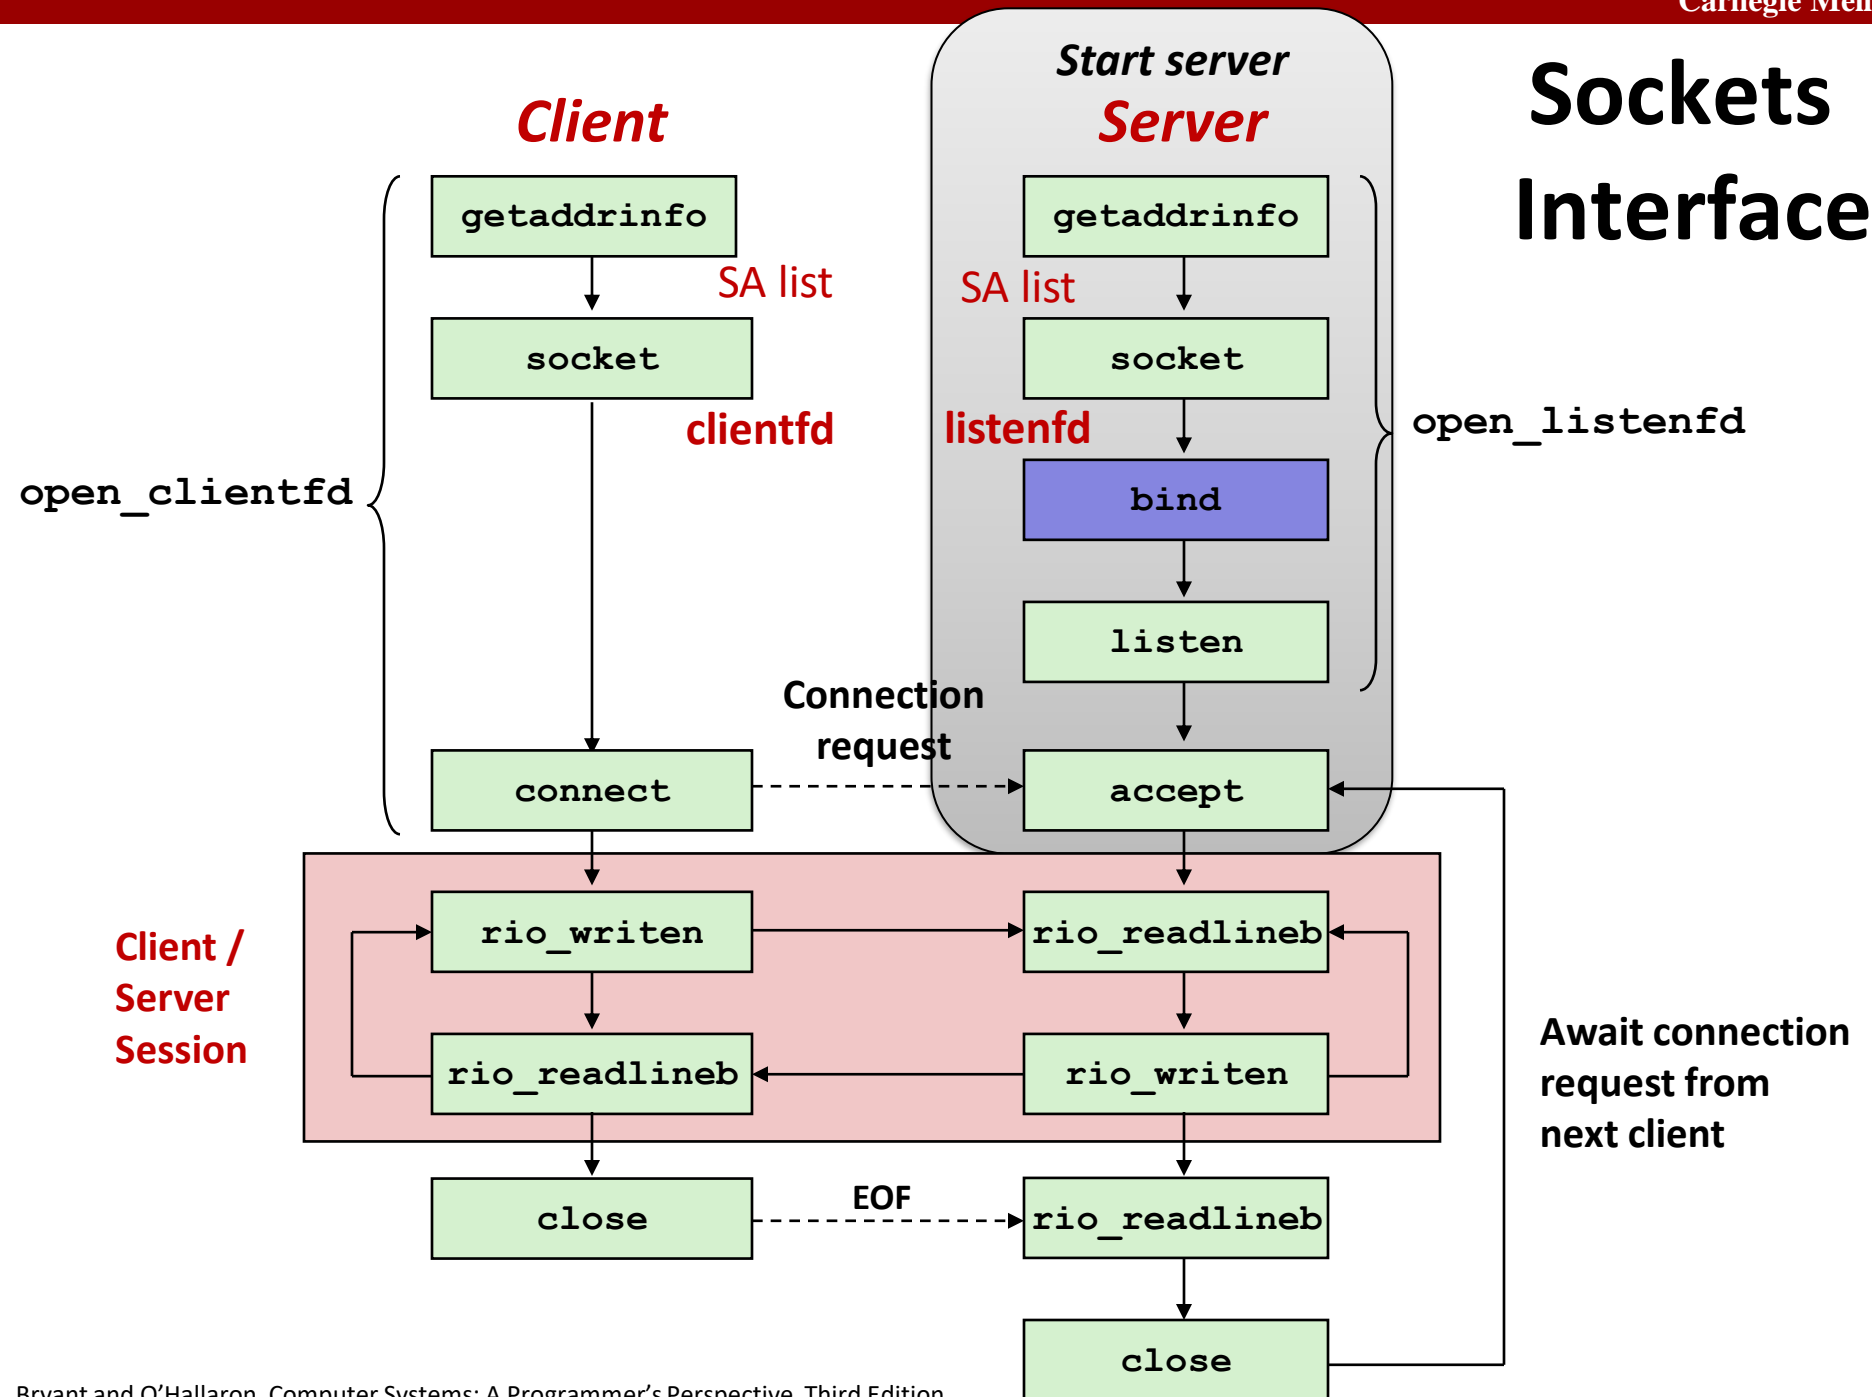 Carnegie
Start server
Sockets
Interface
Client
Server
getaddrinfo
getaddrinfo
SA list
SA list
socket
socket
clientfd
listenfd
open_listenfd
open_clientfd
bind
listen
Connection
request
connect
accept
Client /
Server
Session
rio_writen
rio_readlineb
rio_readlineb
rio_writen
Await connection
request from
next client
close
EOF
rio_readlineb
close
Bryant and O'Hallaron, Computer Systems: A Programmer's Perspective, Third Edition